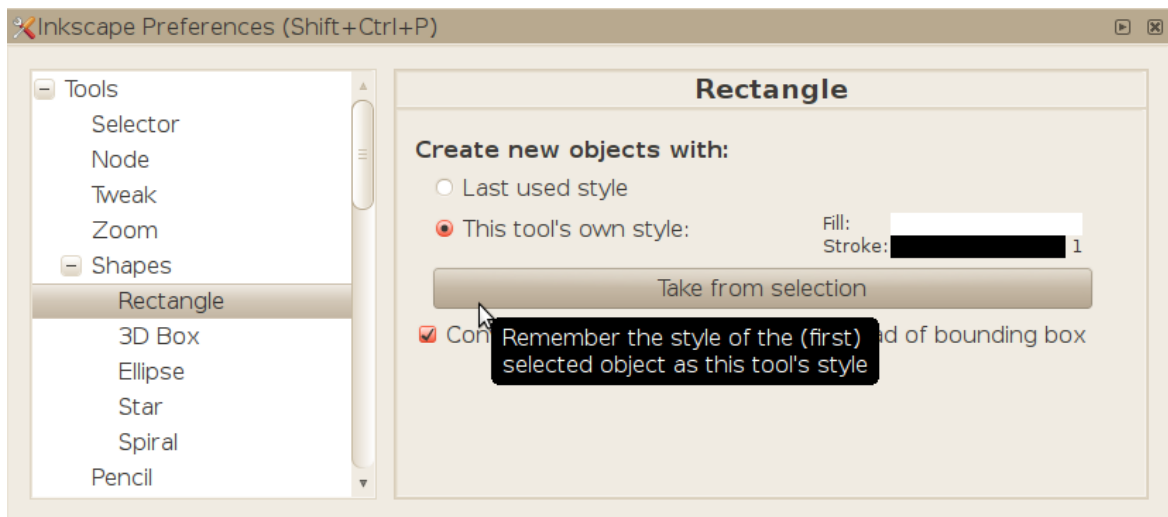 Inkscape Preferences (Shift+Ctrl+P)
Tools
Selector
Node
Tweak
Zoom
Shapes
Rectangle
3D Box
Ellipse
Star
Spiral
Pencil
Rectangle
Create new objects with:
Last used style
This tool's own style:
Fill:
Stroke: 1
Take from selection
Remember the style of the (first)
selected object as this tool's style
of bounding box